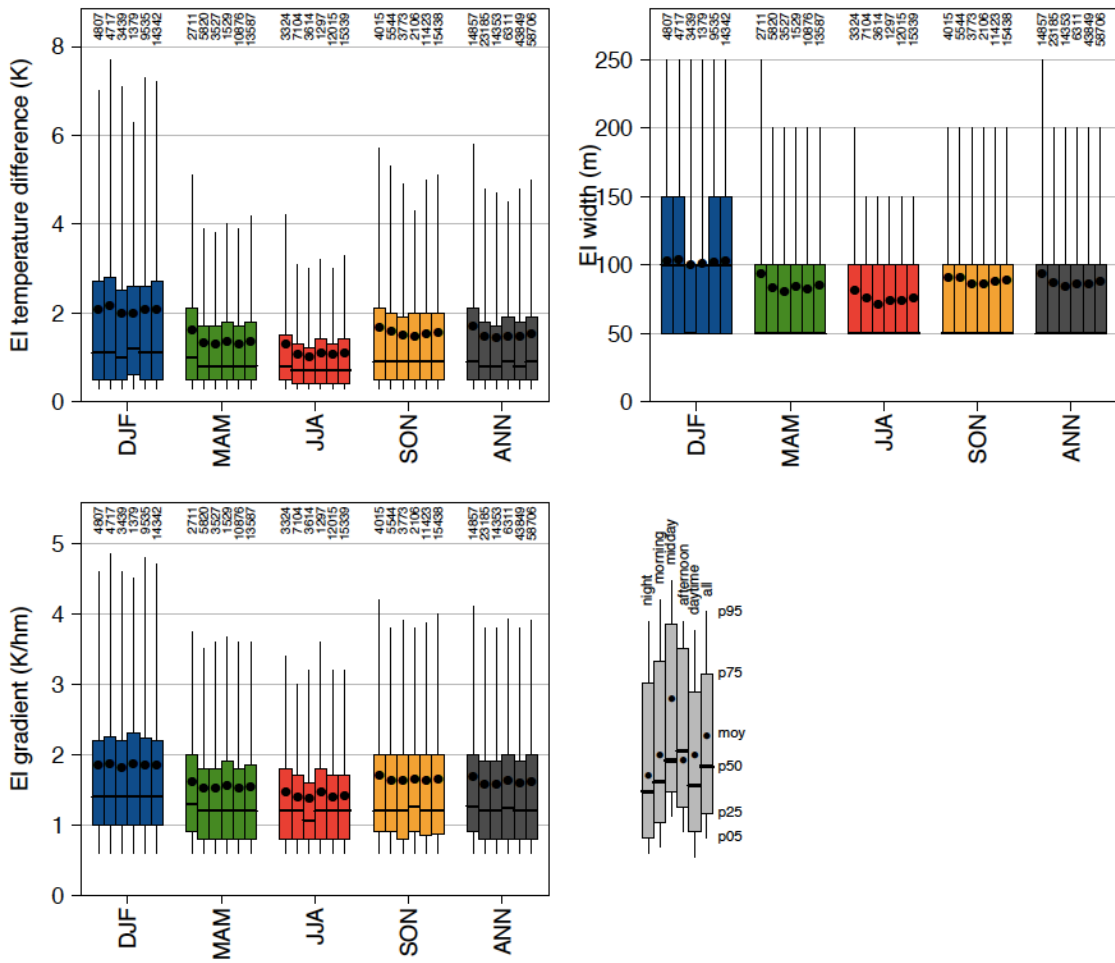 4807 4717 3439 1379 9535 14342 2711 5820 3527 1529 10876 13587 3324 7104 3614 1297 12015 15339 4015 5544 3773 2106 11423 15438 14857 23185 14353 6311 43849 58706
EI temperature difference (K)
8
6
4
2
0
DJF MAM JJA SON ANN
4807 4717 3439 1379 9535 14342 2711 5820 3527 1529 10876 13587 3324 7104 3614 1297 12015 15339 4015 5544 3773 2106 11423 15438 14857 23185 14353 6311 43849 58706
EI width (m)
250
200
150
100
50
0
DJF MAM JJA SON ANN
4807 4717 3439 1379 9535 14342 2711 5820 3527 1529 10876 13587 3324 7104 3614 1297 12015 15339 4015 5544 3773 2106 11423 15438 14857 23185 14353 6311 43849 58706
EI gradient (K/hm)
5
4
3
2
1
0
DJF MAM JJA SON ANN
night morning midday afternoon daytime all
p95
p75
moy
p50
p25
p05